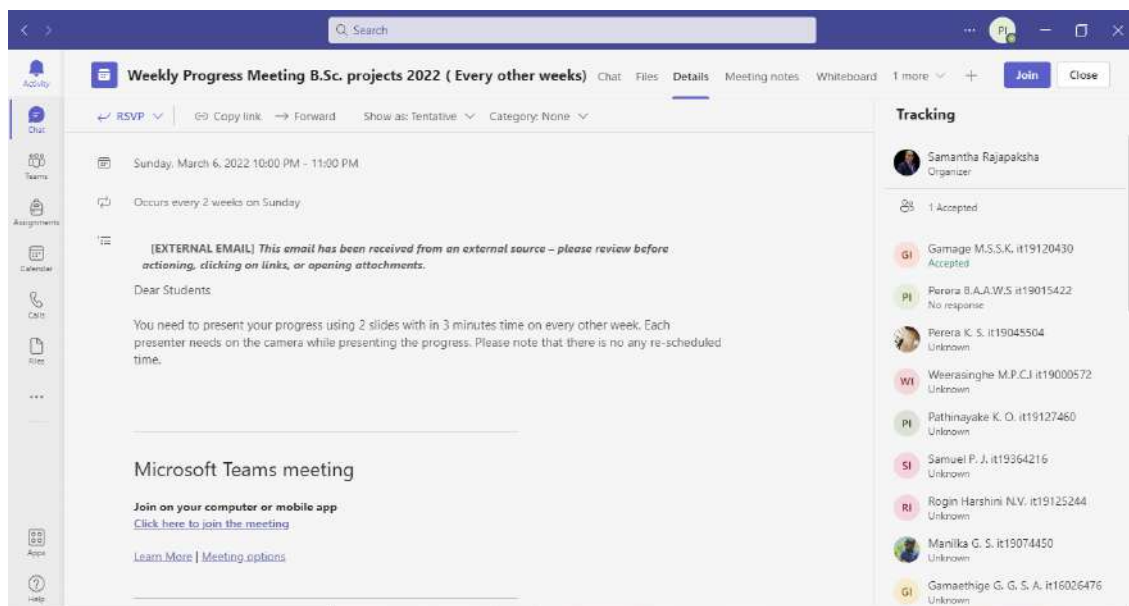 Search
PI
Activity
Chat
Teams
Assignments
Calendar
Calls
Files
Apps
Help
Weekly Progress Meeting B.Sc. projects 2022 ( Every other weeks) Chat Files Details Meeting notes Whiteboard 1 more + Join Close
RSVP Copy link Forward Show as: Tentative Category: None
Sunday, March 6, 2022 10:00 PM - 11:00 PM
Occurs every 2 weeks on Sunday
[EXTERNAL EMAIL] This email has been received from an external source – please review before
actioning, clicking on links, or opening attachments.
Dear Students
You need to present your progress using 2 slides with in 3 minutes time on every other week. Each
presenter needs on the camera while presenting the progress. Please note that there is no any re-scheduled
time.
Microsoft Teams meeting
Join on your computer or mobile app
Click here to join the meeting
Learn More | Meeting options
Tracking
Samantha Rajapaksha
Organizer
1 Accepted
GI Gamage M.S.S.K. it19120430
Accepted
PI Perera B.A.A.W.S it19015422
No response
Perera K. S. it19045504
Unknown
WI Weerasinghe M.P.C.I it19000572
Unknown
PI Pathinayake K. O. it19127460
Unknown
SI Samuel P. J. it19364216
Unknown
RI Rogin Harshini N.V. it19125244
Unknown
Manilka G. S. it19074450
Unknown
GI Gamaethige G. G. S. A. it16026476
Unknown